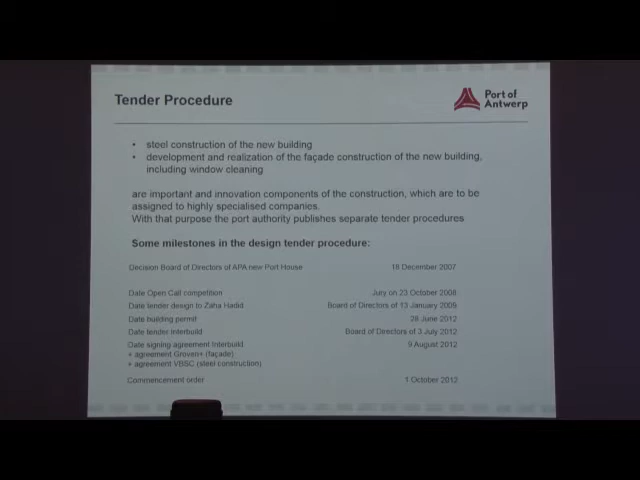 Tender Procedure
Port of
Antwerp
• steel construction of the new building
• development and realization of the façade construction of the new building,
including window cleaning
are important and innovation components of the construction, which are to be
assigned to highly specialised companies.
With that purpose the port authority publishes separate tender procedures
Some milestones in the design tender procedure:
Decision Board of Directors of APA new Port House 18 December 2007
Date Open Call competition Jury on 23 October 2008
Date tender design to Zaha Hadid Board of Directors of 13 January 2009
Date building permit 28 June 2012
Date tender Interbuild Board of Directors of 3 July 2012
Date signing agreement Interbuild 9 August 2012
+ agreement Groven+ (façade)
+ agreement VBSC (steel construction)
Commencement order 1 October 2012